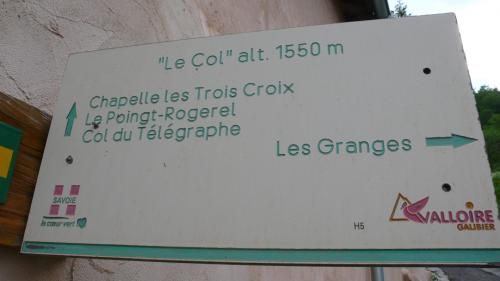 "Le Col" alt. 1550 m
Chapelle les Trois Croix
Le Poingt-Rogerel
Col du Télégraphe
Les Granges
SAVOIE
le cœur vert
H5
VALLOIRE
GALIBIER